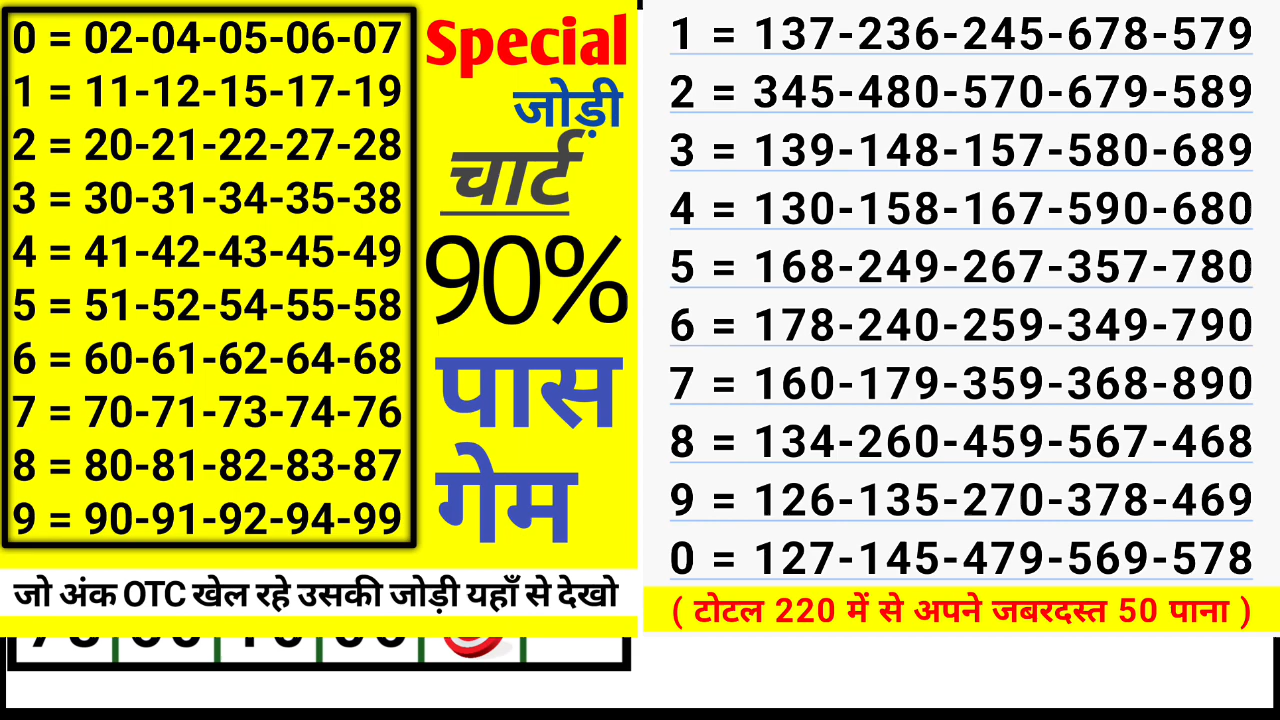 0 = 02-04-05-06-07
1 = 11-12-15-17-19
2 = 20-21-22-27-28
3 = 30-31-34-35-38
4 = 41-42-43-45-49
5 = 51-52-54-55-58
6 = 60-61-62-64-68
7 = 70-71-73-74-76
8 = 80-81-82-83-87
9 = 90-91-92-94-99
Special
जोड़ी
चार्ट
90%
पास
गेम
जो अंक OTC खेल रहे उसकी जोड़ी यहाँ से देखो
1 = 137-236-245-678-579
2 = 345-480-570-679-589
3 = 139-148-157-580-689
4 = 130-158-167-590-680
5 = 168-249-267-357-780
6 = 178-240-259-349-790
7 = 160-179-359-368-890
8 = 134-260-459-567-468
9 = 126-135-270-378-469
0 = 127-145-479-569-578
( टोटल 220 में से अपने जबरदस्त 50 पाना )